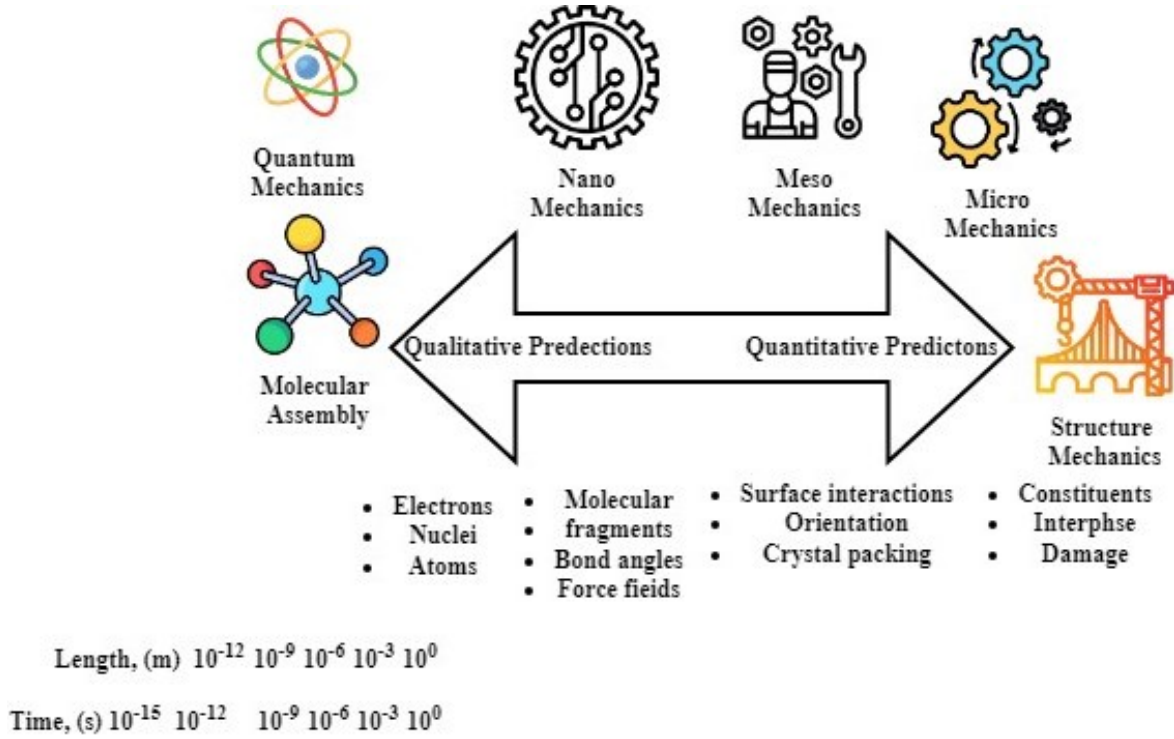 Quantum
Mechanics
Nano
Mechanics
Meso
Mechanics
Micro
Mechanics
Qualitative Predections
Quantitative Predictons
Molecular
Assembly
Structure
Mechanics
• Electrons
• Nuclei
• Atoms
• Molecular
• fragments
• Bond angles
• Force fieids
• Surface interactions
• Orientation
• Crystal packing
• Constituents
• Interphse
• Damage
Length, (m) 10⁻¹² 10⁻⁹ 10⁻⁶ 10⁻³ 10⁰
Time, (s) 10⁻¹⁵ 10⁻¹² 10⁻⁹ 10⁻⁶ 10⁻³ 10⁰